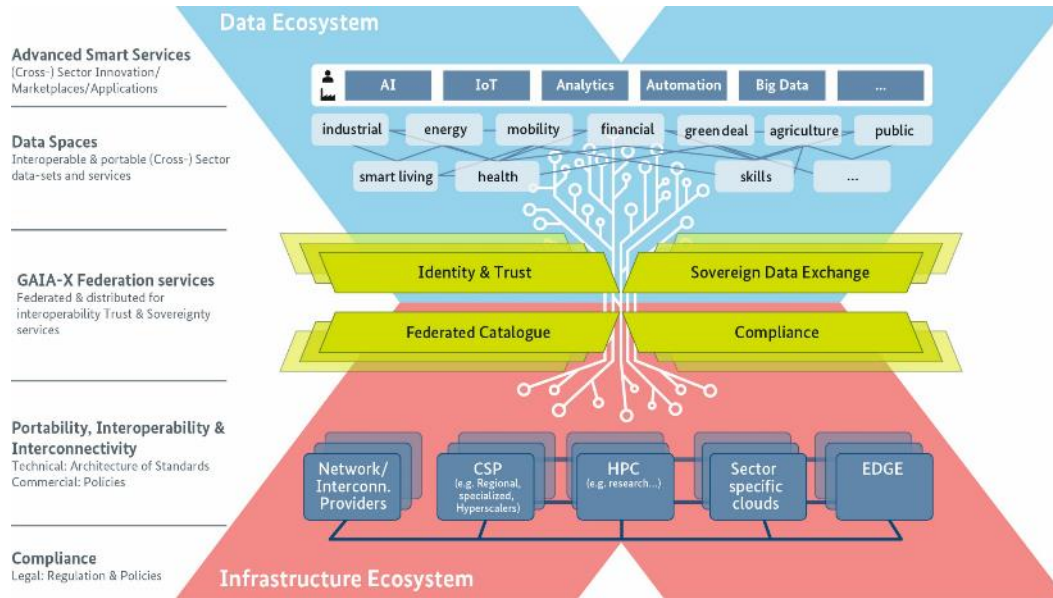 Data Ecosystem
Advanced Smart Services
(Cross-) Sector Innovation/
Marketplaces/Applications
AI
IoT
Analytics
Automation
Big Data
...
Data Spaces
Interoperable & portable (Cross-) Sector
data-sets and services
industrial
energy
mobility
financial
green deal
agriculture
public
smart living
health
skills
...
GAIA-X Federation services
Federated & distributed for
interoperability Trust & Sovereignty
services
Identity & Trust
Sovereign Data Exchange
Federated Catalogue
Compliance
Portability, Interoperability &
Interconnectivity
Technical: Architecture of Standards
Commercial: Policies
Network/
Interconn.
Providers
CSP
(e.g. Regional,
specialized,
Hyperscalers)
HPC
(e.g. research...)
Sector
specific
clouds
EDGE
Compliance
Legal: Regulation & Policies
Infrastructure Ecosystem